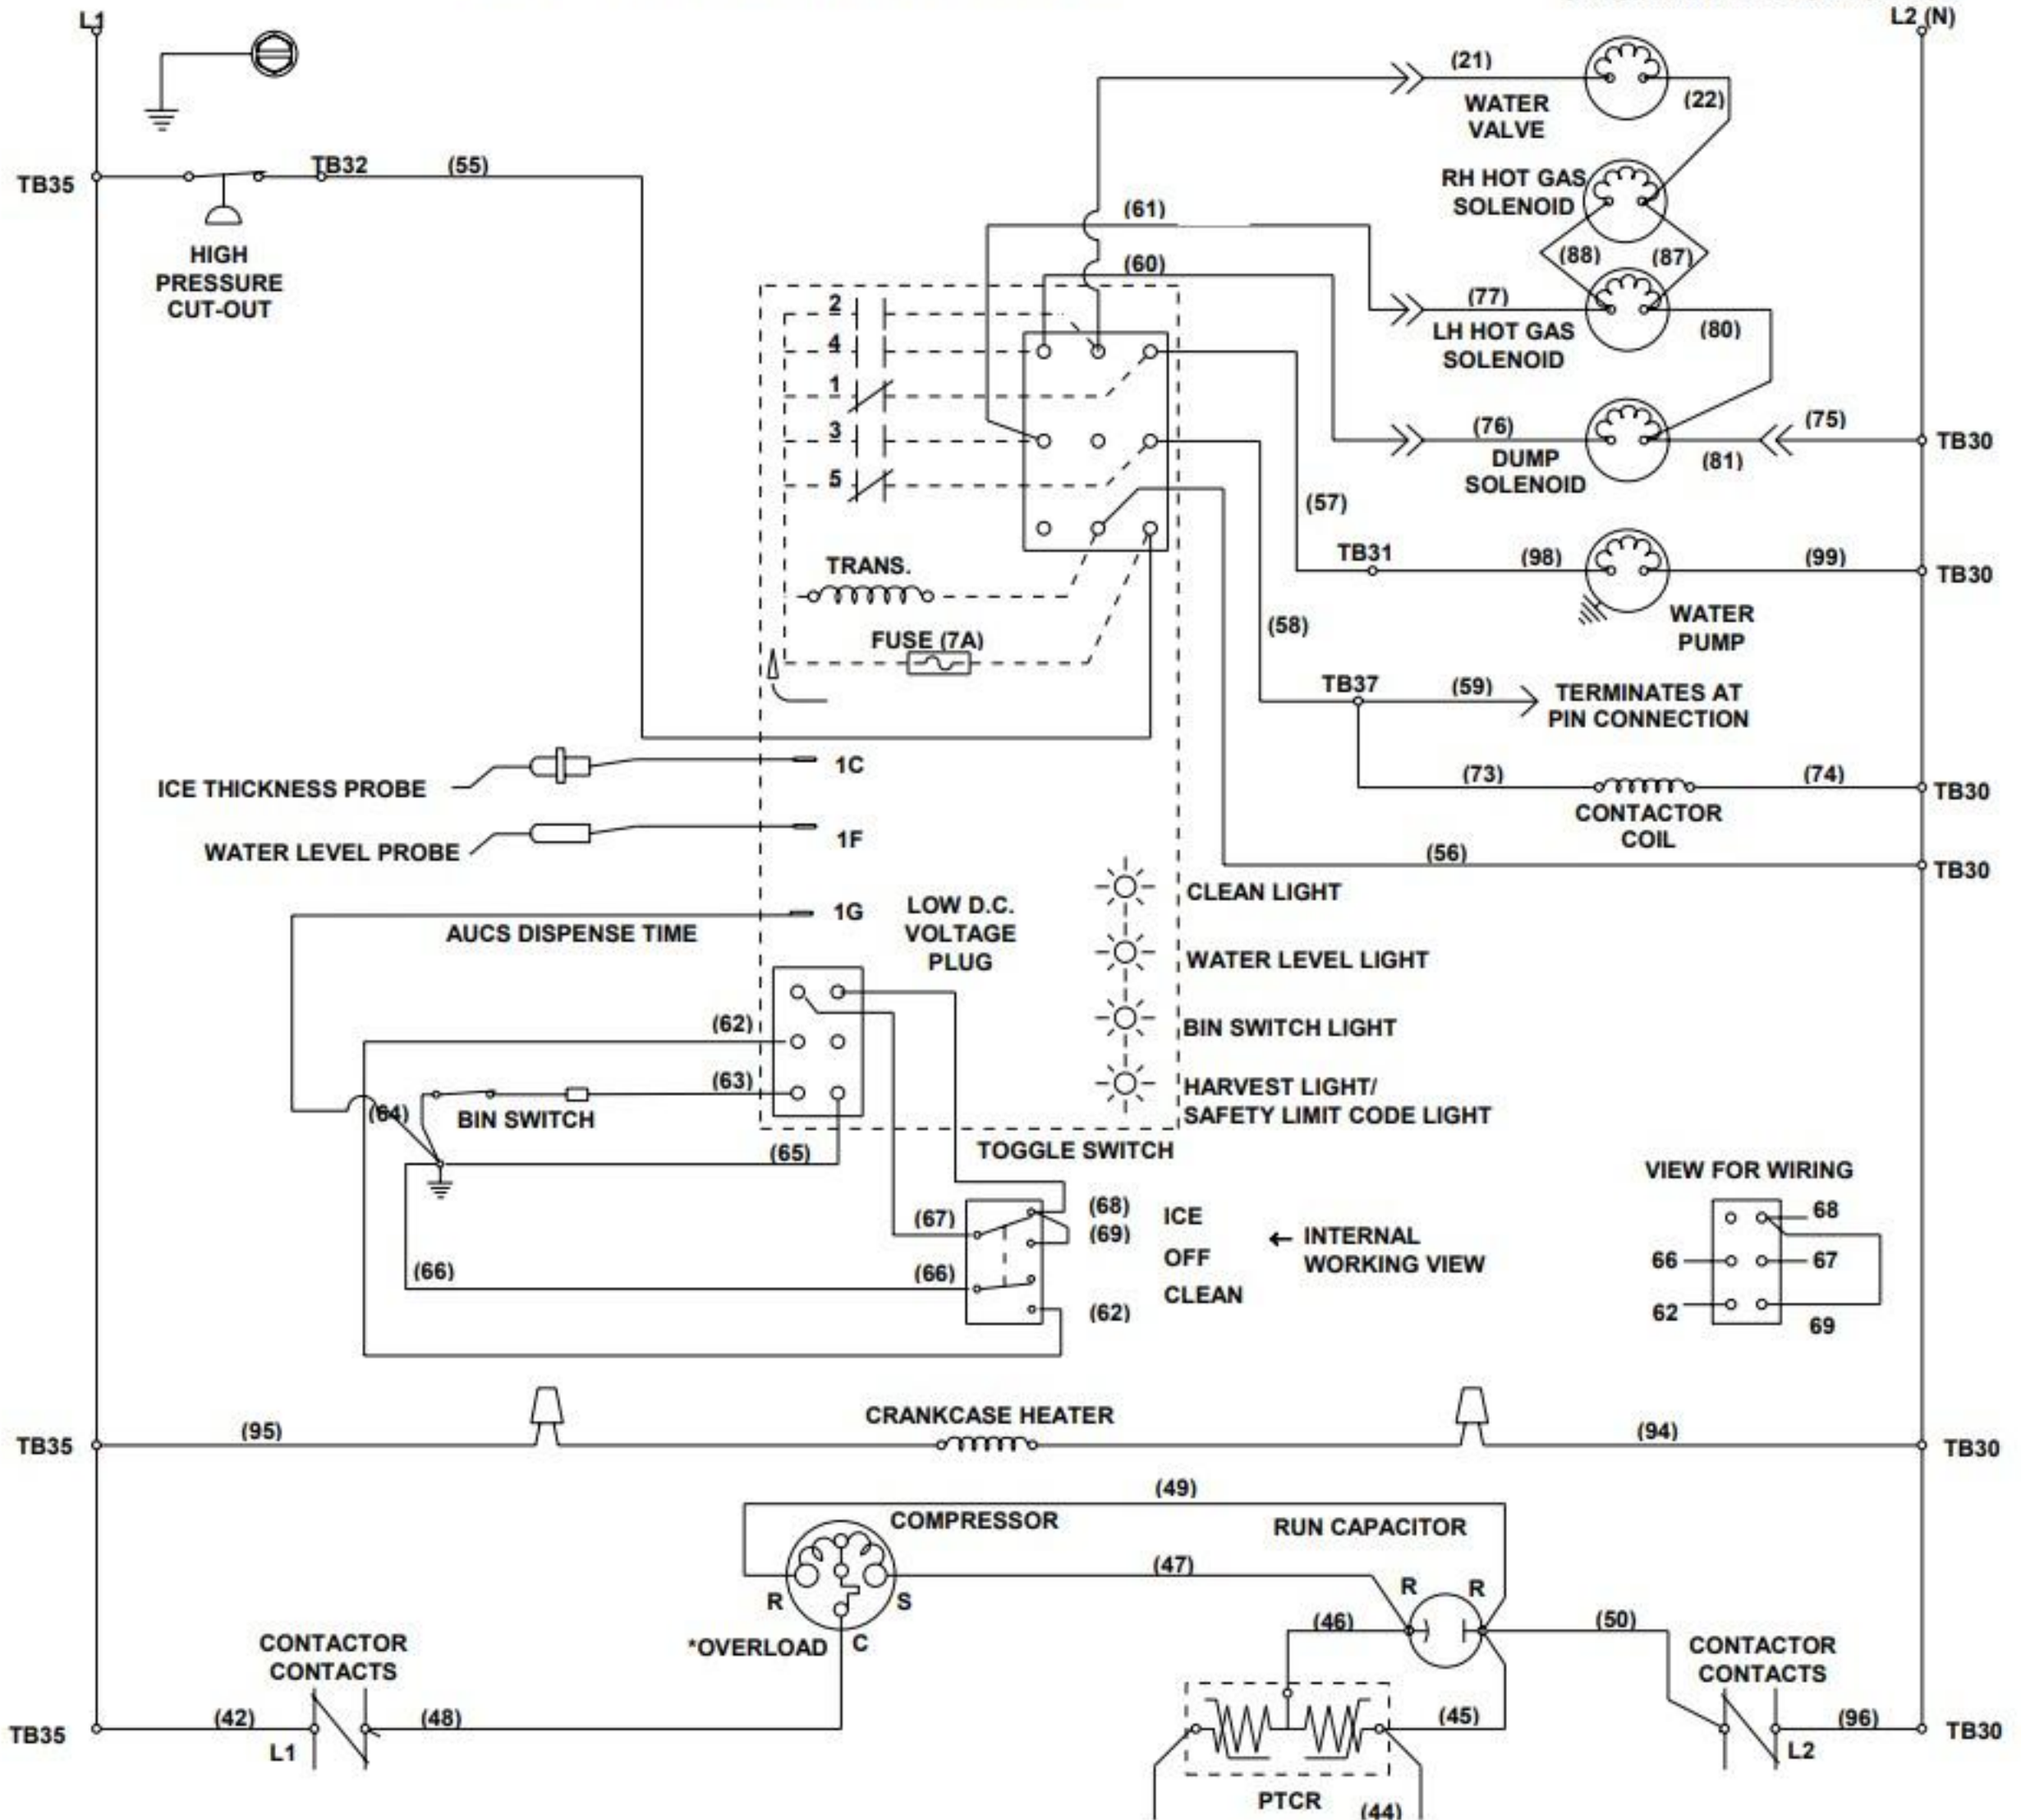 L1
L2 (N)
(21)
WATER
VALVE
(22)
TB35
TB32
(55)
HIGH
PRESSURE
CUT-OUT
RH HOT GAS
SOLENOID
(61)
(60)
(88)
(87)
(77)
LH HOT GAS
SOLENOID
(80)
2
4
1
3
5
(76)
DUMP
SOLENOID
(81)
(75)
TB30
(57)
TB31
(98)
(99)
TB30
WATER
PUMP
TRANS.
FUSE (7A)
(58)
TB37
(59)
TERMINATES AT
PIN CONNECTION
ICE THICKNESS PROBE
1C
(73)
(74)
TB30
CONTACTOR
COIL
WATER LEVEL PROBE
1F
(56)
TB30
1G
AUCS DISPENSE TIME
LOW D.C.
VOLTAGE
PLUG
CLEAN LIGHT
WATER LEVEL LIGHT
BIN SWITCH LIGHT
HARVEST LIGHT/
SAFETY LIMIT CODE LIGHT
(62)
(63)
(64)
BIN SWITCH
(65)
TOGGLE SWITCH
(66)
(67)
(66)
(68)
(69)
(62)
ICE
OFF
CLEAN
← INTERNAL
WORKING VIEW
VIEW FOR WIRING
68
66
67
62
69
TB35
(95)
CRANKCASE HEATER
(94)
TB30
(49)
COMPRESSOR
RUN CAPACITOR
(47)
R
S
R
R
*OVERLOAD
C
(46)
(50)
CONTACTOR
CONTACTS
CONTACTOR
CONTACTS
TB35
(42)
L1
(48)
(45)
L2
(96)
TB30
PTCR
(44)